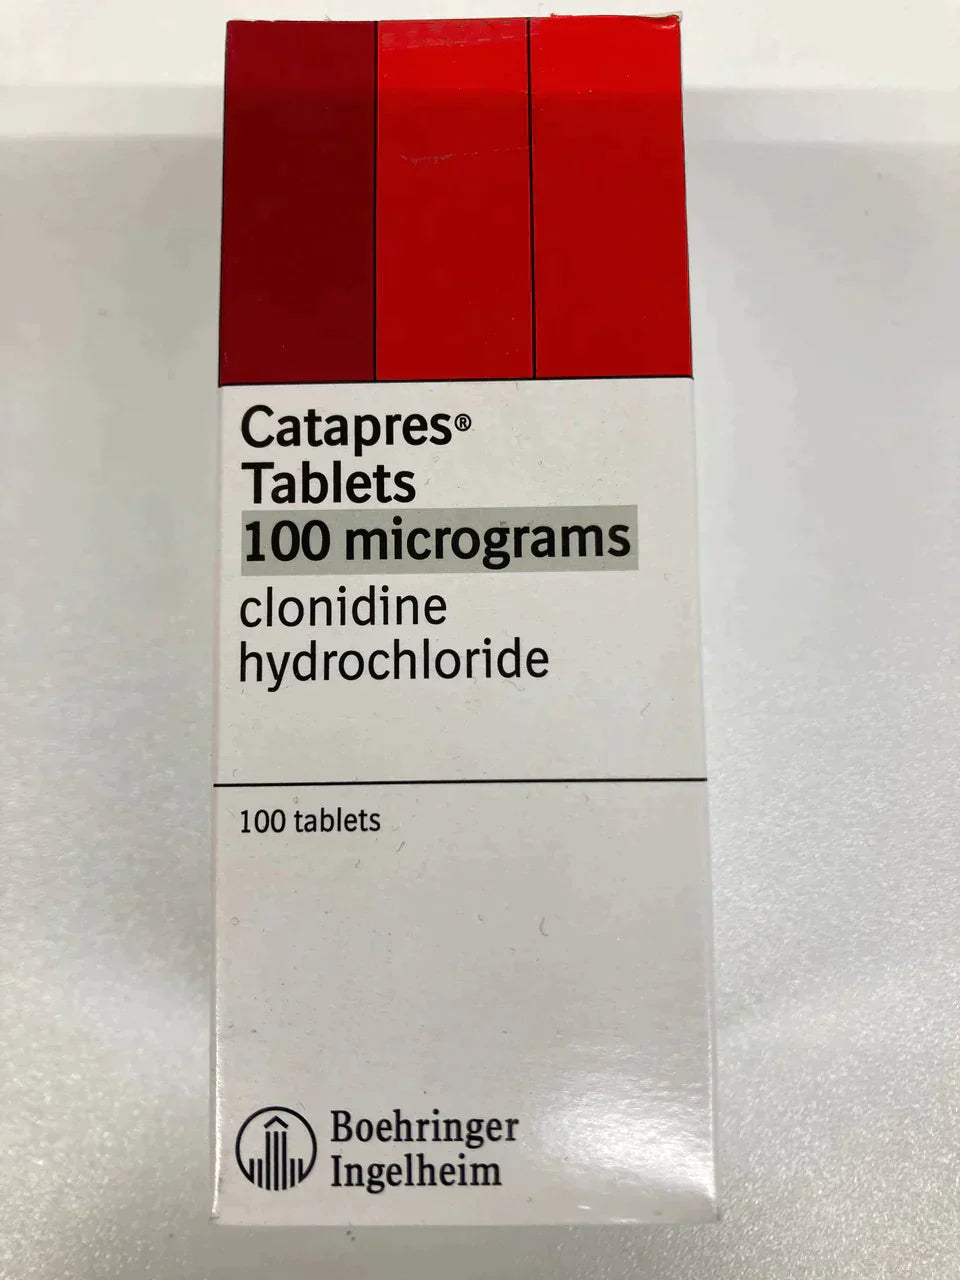 Catapres®
Tablets
100 micrograms
clonidine
hydrochloride
100 tablets
Boehringer
Ingelheim